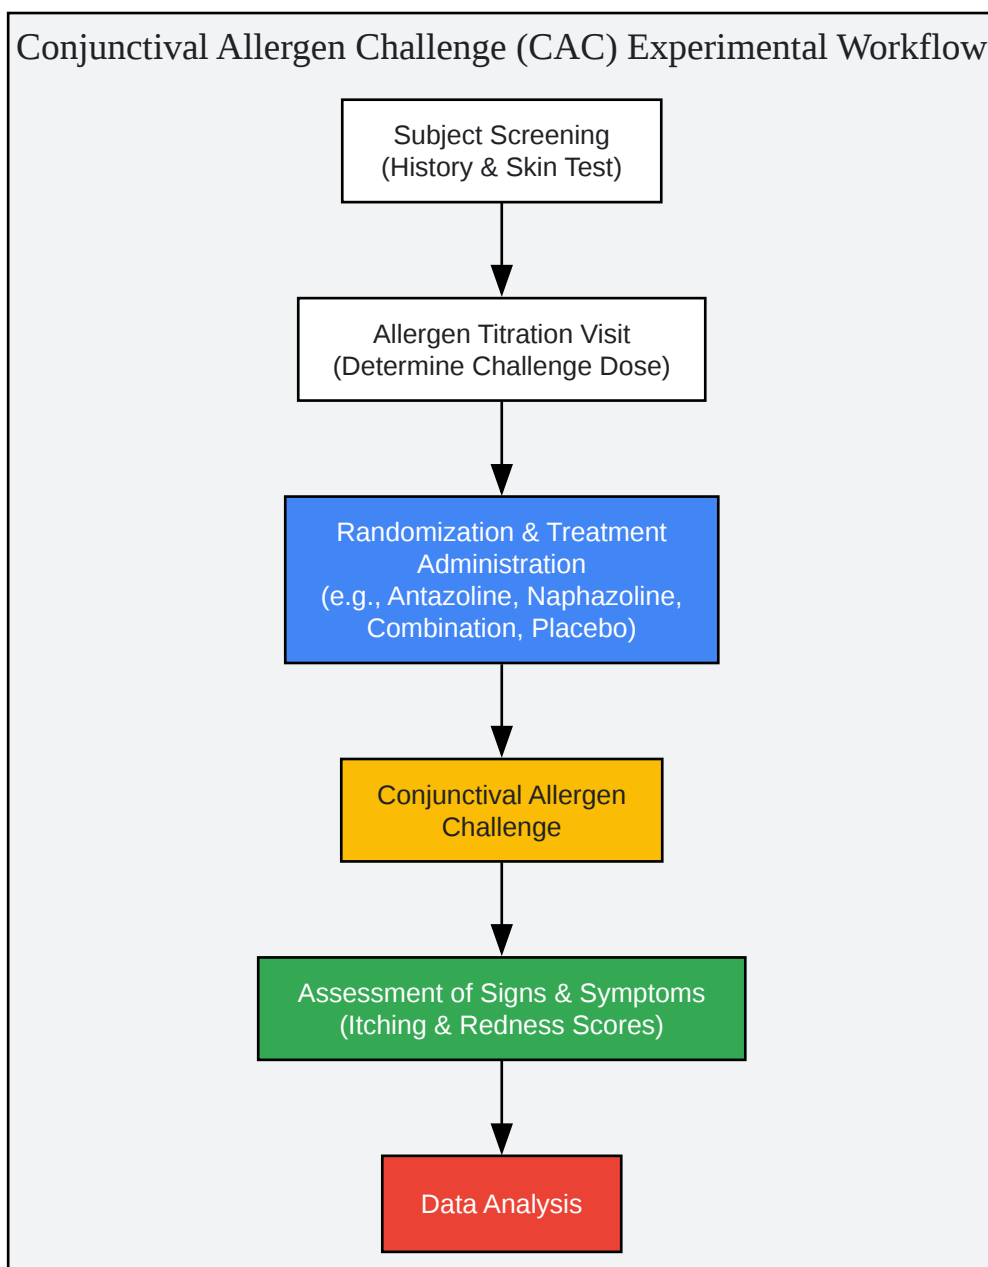 Conjunctival Allergen Challenge (CAC) Experimental Workflow
Subject Screening
(History & Skin Test)
Allergen Titration Visit
(Determine Challenge Dose)
Randomization & Treatment
Administration
(e.g., Antazoline, Naphazoline,
Combination, Placebo)
Conjunctival Allergen
Challenge
Assessment of Signs & Symptoms
(Itching & Redness Scores)
Data Analysis